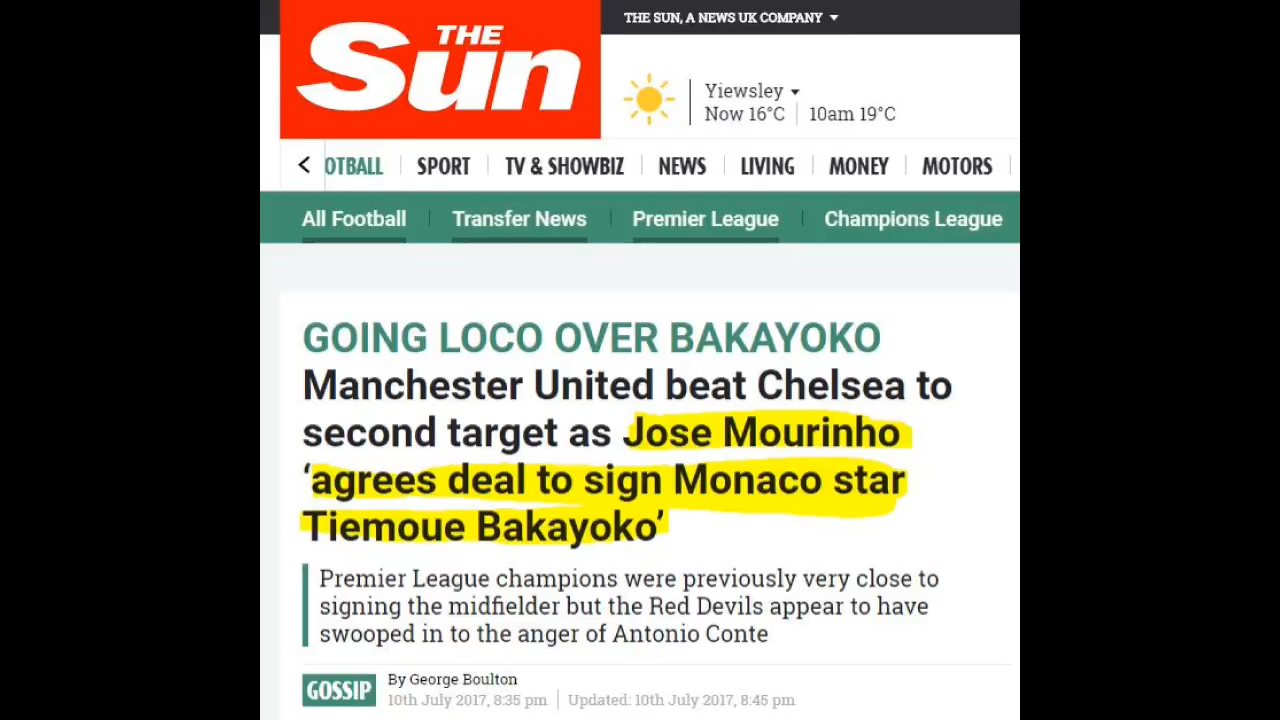 THE SUN, A NEWS UK COMPANY
THE
Sun
Yiewsley
Now 16°C 10am 19°C
OTBALL SPORT TV & SHOWBIZ NEWS LIVING MONEY MOTORS
All Football Transfer News Premier League Champions League
GOING LOCO OVER BAKAYOKO
Manchester United beat Chelsea to
second target as Jose Mourinho
‘agrees deal to sign Monaco star
Tiemoue Bakayoko’
Premier League champions were previously very close to
signing the midfielder but the Red Devils appear to have
swooped in to the anger of Antonio Conte
GOSSIP By George Boulton
10th July 2017, 8:35 pm Updated: 10th July 2017, 8:45 pm